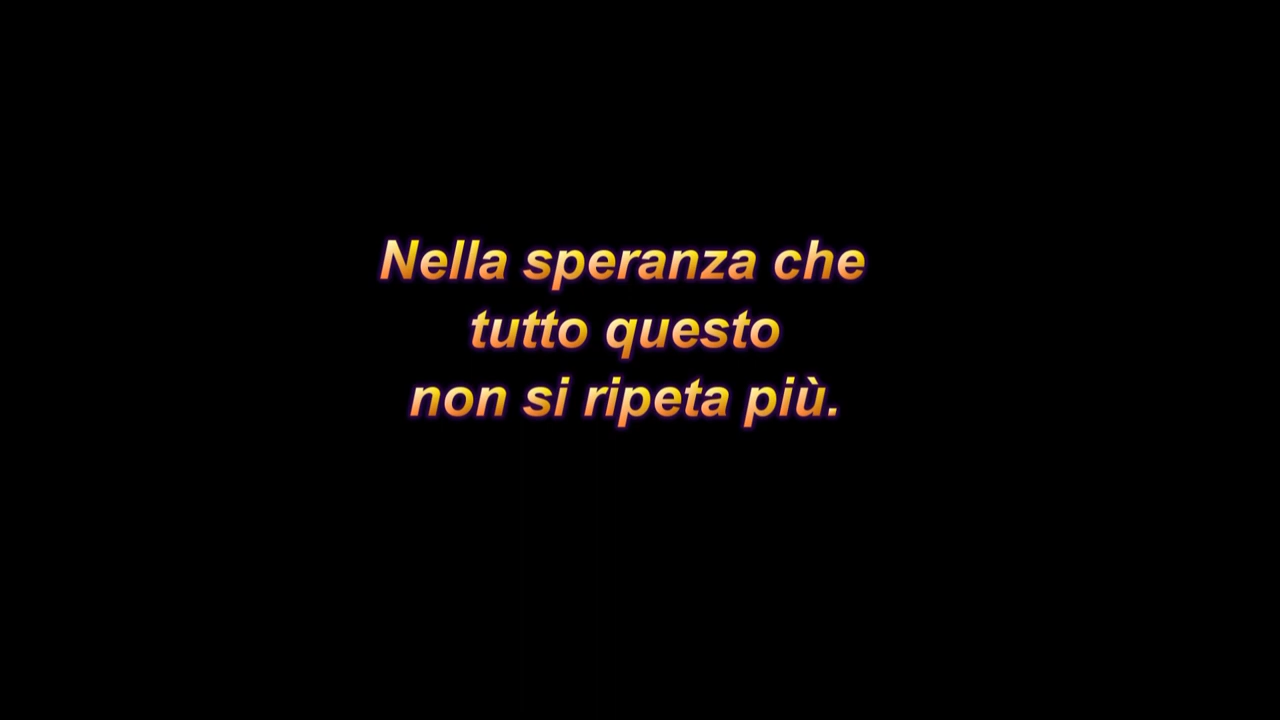 Nella speranza che
tutto questo
non si ripeta più.